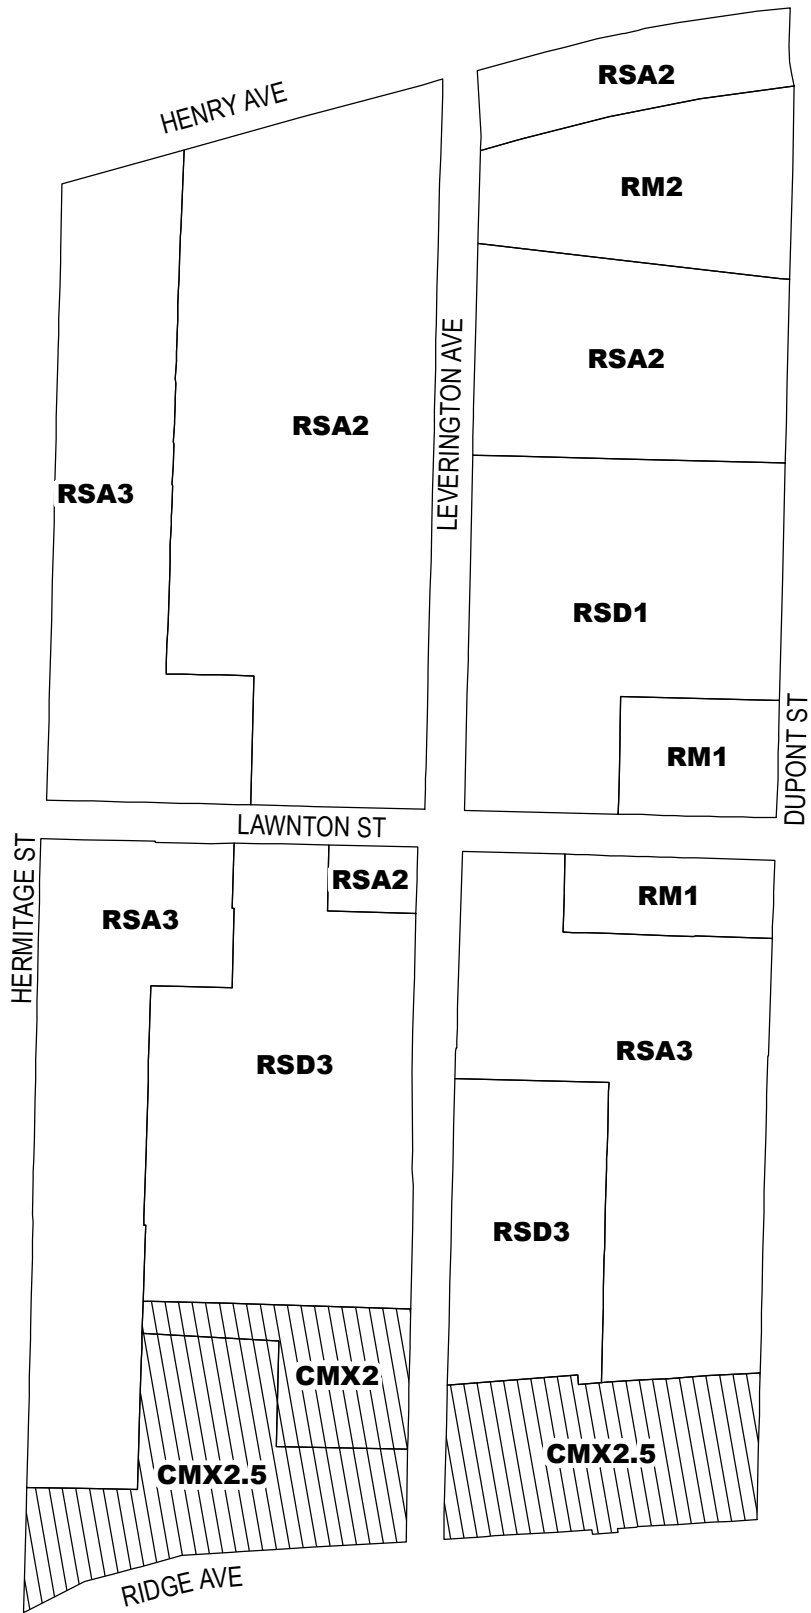 RSA2
HENRY AVE
RM2
RSA2
LEVERINGTON AVE
RSA2
RSA3
RSD1
DUPONT ST
RM1
LAWNTON ST
HERMITAGE ST
RSA2
RM1
RSA3
RSA3
RSD3
RSD3
CMX2
CMX2.5
CMX2.5
RIDGE AVE